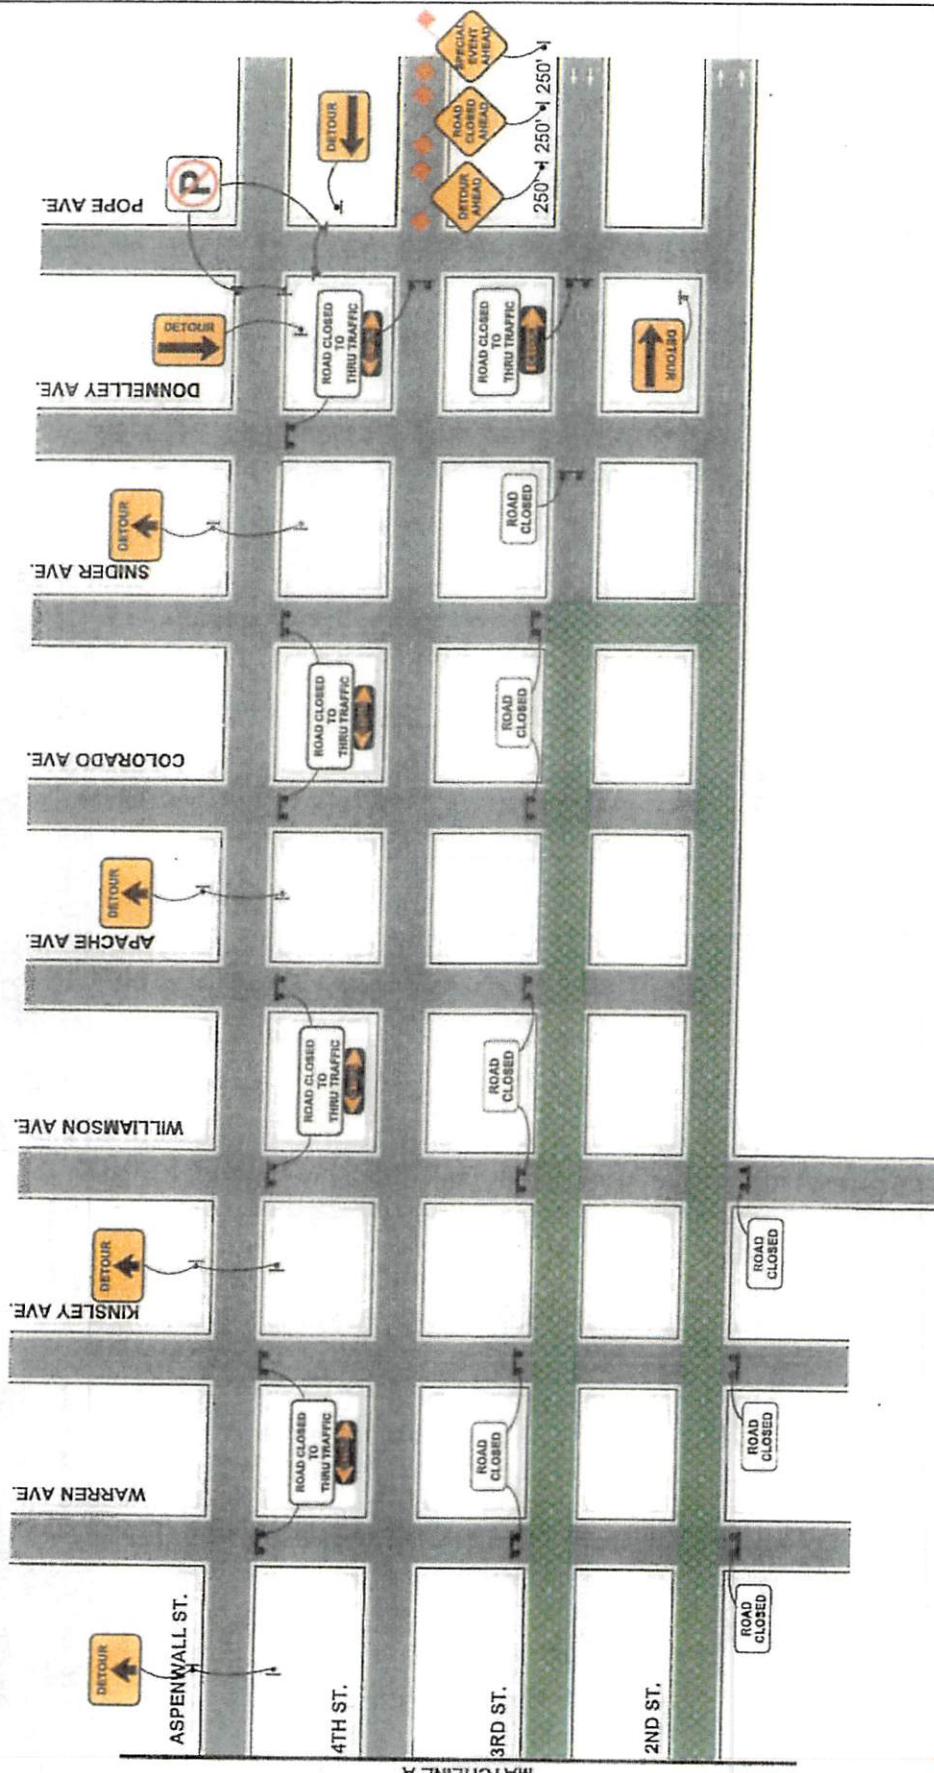 SPECIAL
EVENT
AHEAD
ROAD
CLOSED
AHEAD
DETOUR
AHEAD
250'
250'
250'
DETOUR
P
POPE AVE.
DETOUR
ROAD CLOSED
TO
THRU TRAFFIC
ROAD CLOSED
TO
THRU TRAFFIC
DETOUR
DONNELLEY AVE.
DETOUR
ROAD
CLOSED
SNIDER AVE.
ROAD CLOSED
TO
THRU TRAFFIC
ROAD
CLOSED
COLORADO AVE.
DETOUR
APACHE AVE.
ROAD CLOSED
TO
THRU TRAFFIC
ROAD
CLOSED
WILLIAMSON AVE.
DETOUR
ROAD
CLOSED
KINSLEY AVE.
ROAD CLOSED
TO
THRU TRAFFIC
ROAD
CLOSED
ROAD
CLOSED
WARREN AVE.
DETOUR
ROAD
CLOSED
ASPENWALL ST.
4TH ST.
3RD ST.
2ND ST.
MATCHLINE A